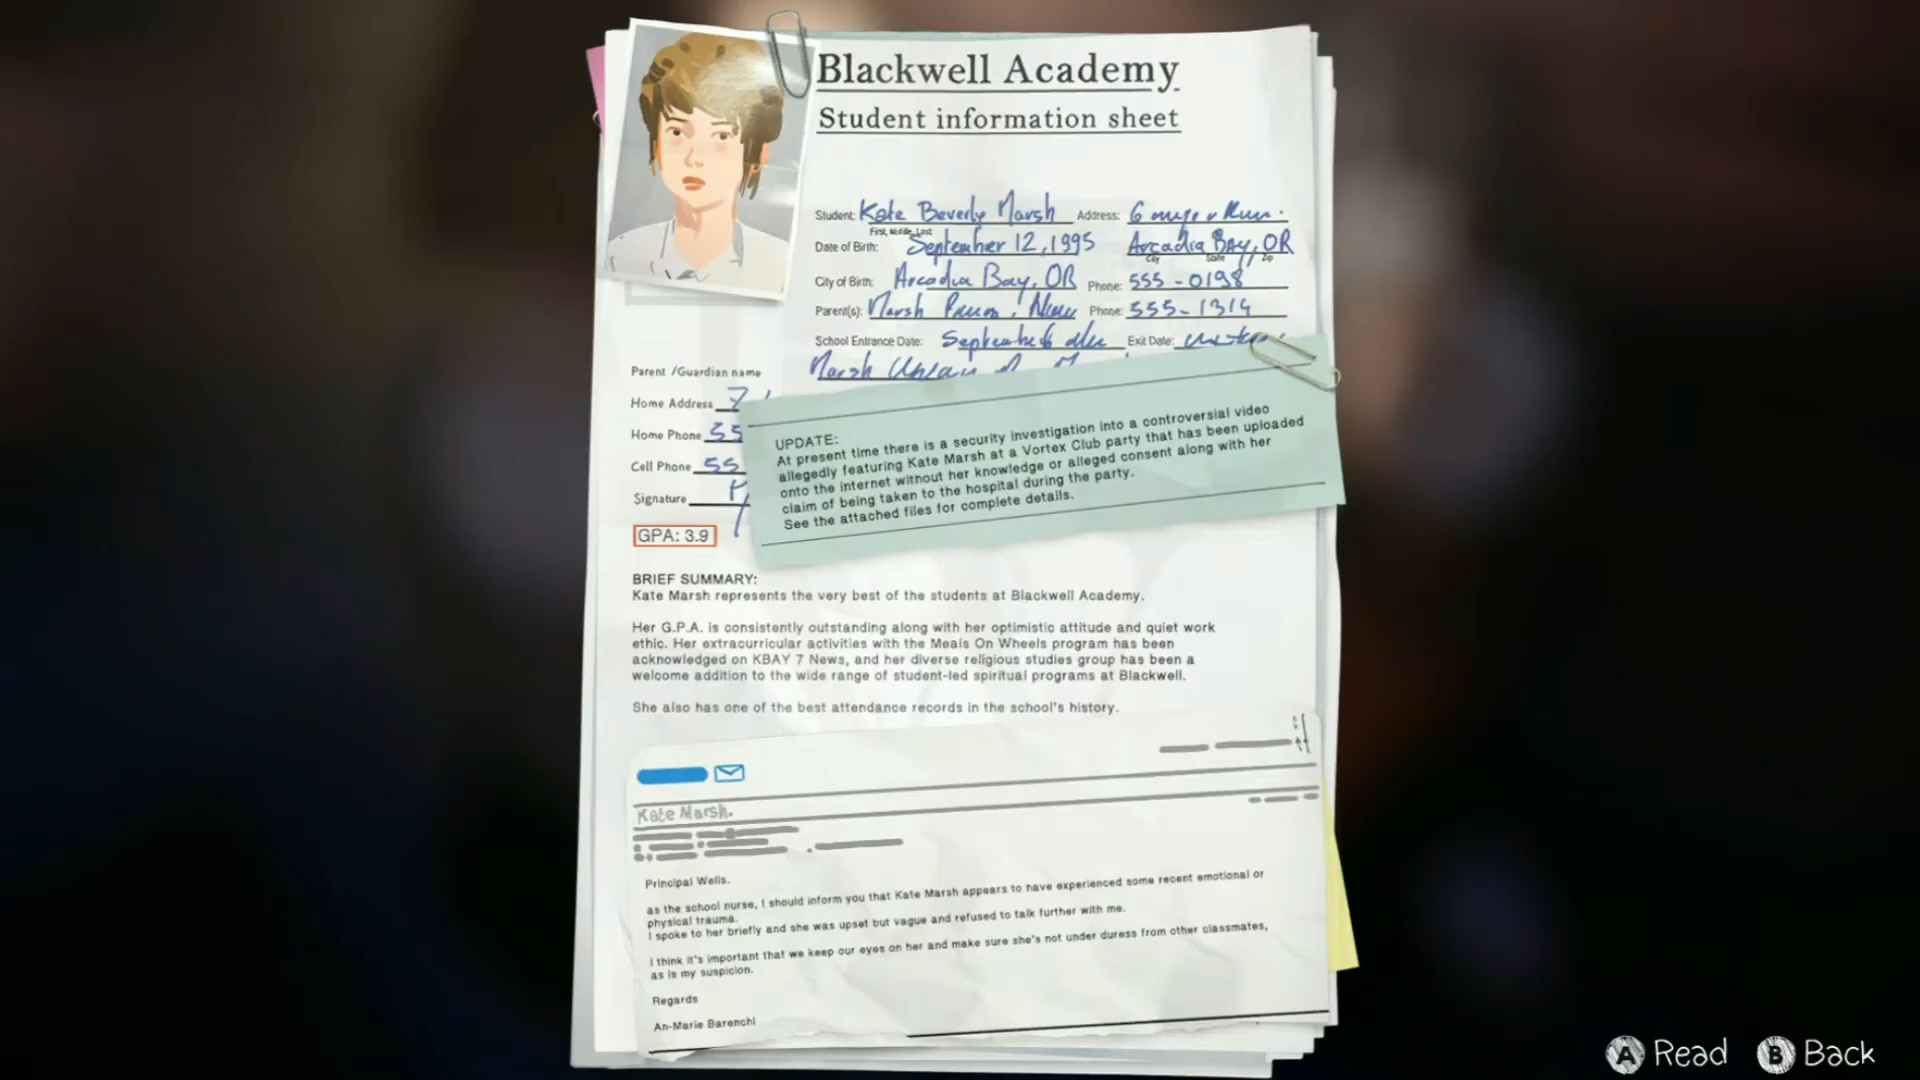 Blackwell Academy
Student information sheet
Student: Kate Beverly Marsh Address:
First, Middle, Last
Date of Birth: September 12, 1995 Arcadia Bay, OR
City State Zip
City of Birth: Arcadia Bay, OR Phone: 555-0198
Parent(s): Marsh Phone: 555-1314
School Entrance Date: Exit Date:
Parent /Guardian name Marsh
Home Address 7
Home Phone 55
Cell Phone 55
Signature
UPDATE:
At present time there is a security investigation into a controversial video
allegedly featuring Kate Marsh at a Vortex Club party that has been uploaded
onto the internet without her knowledge or alleged consent along with her
claim of being taken to the hospital during the party.
See the attached files for complete details.
GPA: 3.9
BRIEF SUMMARY:
Kate Marsh represents the very best of the students at Blackwell Academy.
Her G.P.A. is consistently outstanding along with her optimistic attitude and quiet work
ethic. Her extracurricular activities with the Meals On Wheels program has been
acknowledged on KBAY 7 News, and her diverse religious studies group has been a
welcome addition to the wide range of student-led spiritual programs at Blackwell.
She also has one of the best attendance records in the school's history.
Kate Marsh.
Principal Wells.
as the school nurse, I should inform you that Kate Marsh appears to have experienced some recent emotional or
physical trauma.
I spoke to her briefly and she was upset but vague and refused to talk further with me.
I think it's important that we keep our eyes on her and make sure she's not under duress from other classmates,
as is my suspicion.
Regards
An-Marie Barenchi
A Read B Back